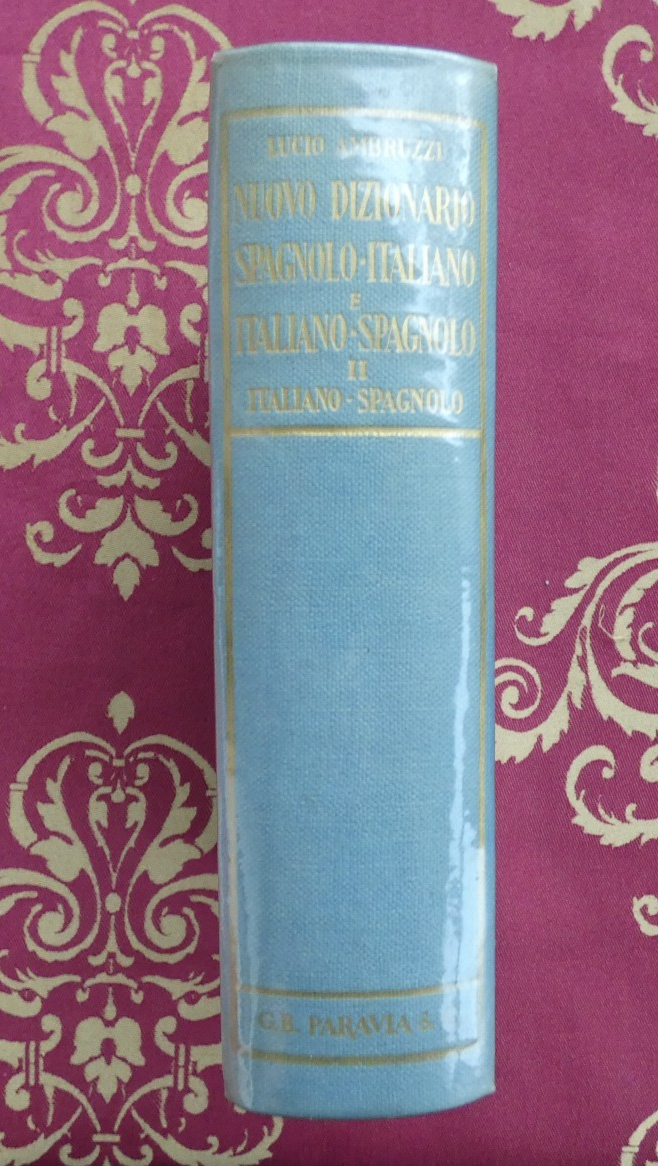 LUCIO AMBRUZZI
NUOVO DIZIONARIO
SPAGNOLO-ITALIANO
E
ITALIANO-SPAGNOLO
II
ITALIANO-SPAGNOLO
G.B. PARAVIA &